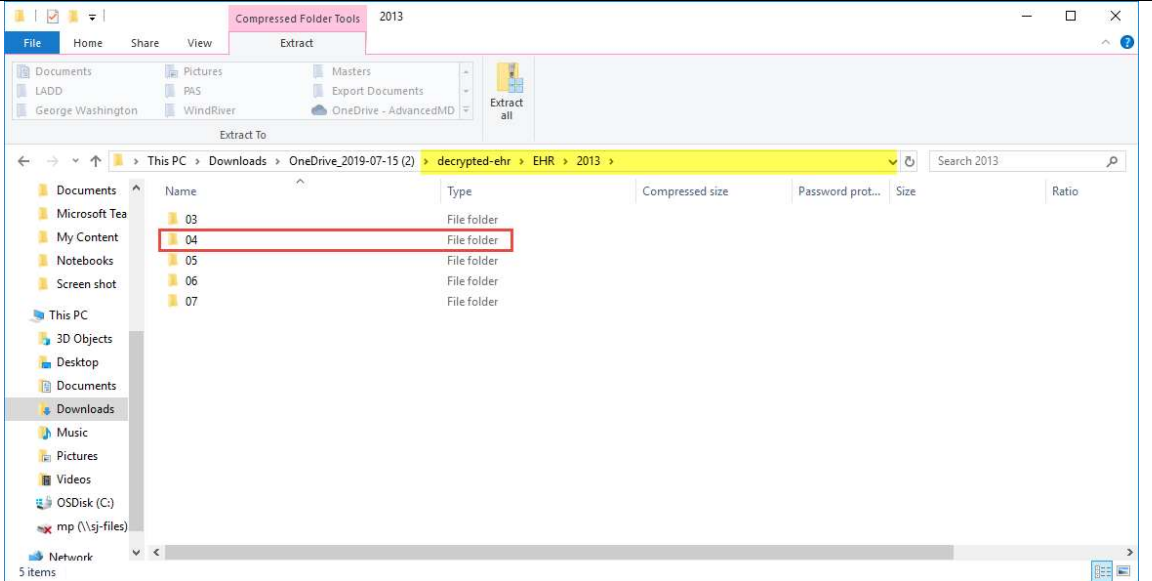 Compressed Folder Tools 2013
File Home Share View Extract
Documents Pictures Masters
LADD PAS Export Documents
George Washington WindRiver OneDrive - AdvancedMD
Extract all
Extract To
This PC > Downloads > OneDrive_2019-07-15 (2) > decrypted-ehr > EHR > 2013 >
Search 2013
Name Type Compressed size Password prot... Size Ratio
03 File folder
04 File folder
05 File folder
06 File folder
07 File folder
Documents
Microsoft Tea
My Content
Notebooks
Screen shot
This PC
3D Objects
Desktop
Documents
Downloads
Music
Pictures
Videos
OSDisk (C:)
mp (\\sj-files)
Network
5 items